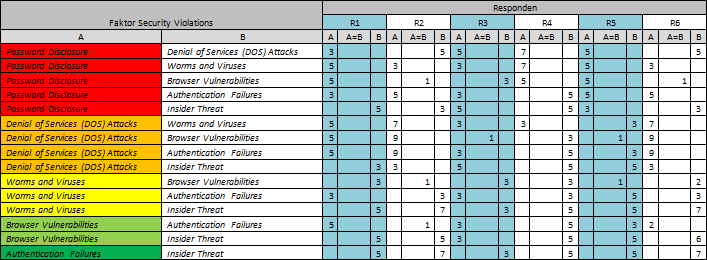 Faktor Security Violations Responden
R1 R2 R3 R4 R5 R6
A B A A=B B A A=B B A A=B B A A=B B A A=B B A A=B B
Password Disclosure Denial of Services (DOS) Attacks 3 5 5 7 5 5
Password Disclosure Worms and Viruses 5 3 3 7 5 3
Password Disclosure Browser Vulnerabilities 5 1 3 5 5 1
Password Disclosure Authentication Failures 3 5 3 5 5 5
Password Disclosure Insider Threat 5 3 5 5 3 3
Denial of Services (DOS) Attacks Worms and Viruses 5 7 3 3 3 7
Denial of Services (DOS) Attacks Browser Vulnerabilities 5 9 1 3 1 9
Denial of Services (DOS) Attacks Authentication Failures 5 9 3 5 3 9
Denial of Services (DOS) Attacks Insider Threat 3 3 3 5 5 3
Worms and Viruses Browser Vulnerabilities 3 1 3 3 1 2
Worms and Viruses Authentication Failures 3 3 3 5 5 3
Worms and Viruses Insider Threat 5 7 3 5 5 7
Browser Vulnerabilities Authentication Failures 5 1 3 5 3 2
Browser Vulnerabilities Insider Threat 5 5 3 5 5 6
Authentication Failures Insider Threat 5 7 3 5 5 7